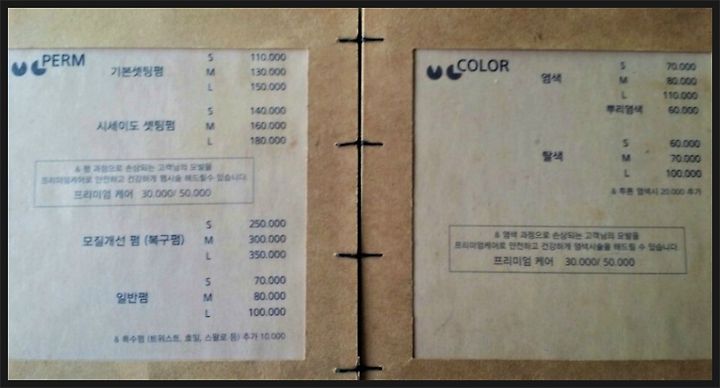 PERM
기본셋팅펌
S 110.000
M 130.000
L 150.000
시세이도 셋팅펌
S 140.000
M 160.000
L 180.000
& 펌 과정으로 손상되는 고객님의 모발을
프리미엄케어로 안전하고 건강하게 펌시술 해드릴수 있습니다
프리미엄 케어 30.000/ 50.000
모질개선 펌 (복구펌)
S 250.000
M 300.000
L 350.000
일반펌
S 70.000
M 80.000
L 100.000
& 특수펌 (트위스트, 호일, 스팔로 등) 추가 10.000
COLOR
염색
S 70.000
M 80.000
L 110.000
뿌리염색 60.000
탈색
S 60.000
M 70.000
L 100.000
& 투톤 염색시 20.000 추가
& 염색 과정으로 손상되는 고객님의 모발을
프리미엄케어로 안전하고 건강하게 염색시술을 해드릴 수 있습니다
프리미엄 케어 30.000/ 50.000